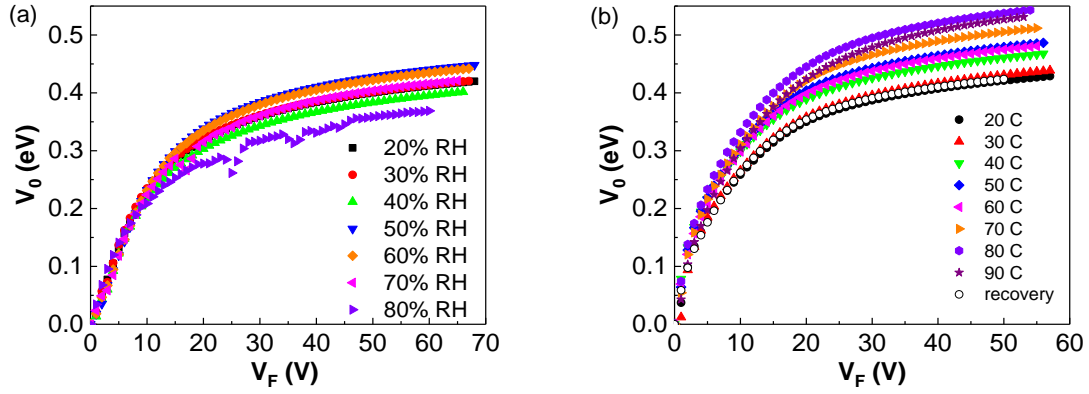 (a)
0.5
0.4
0.3
0.2
0.1
0.0
V0 (eV)
0 10 20 30 40 50 60 70
VF (V)
20% RH
30% RH
40% RH
50% RH
60% RH
70% RH
80% RH
(b)
0.5
0.4
0.3
0.2
0.1
0.0
V0 (eV)
0 10 20 30 40 50 60
VF (V)
20 C
30 C
40 C
50 C
60 C
70 C
80 C
90 C
recovery